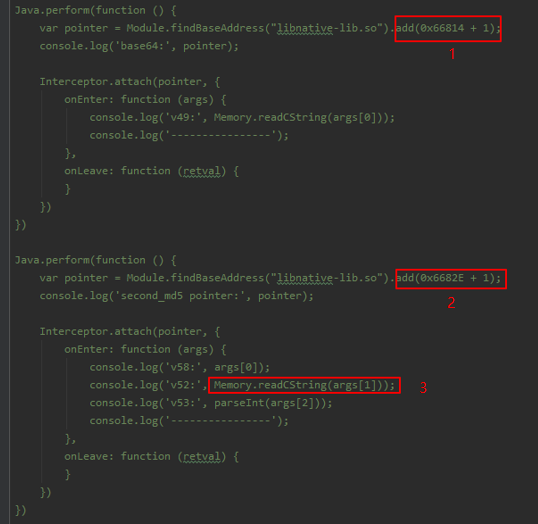 Java.perform(function () {
    var pointer = Module.findBaseAddress("libnative-lib.so").add(0x66814 + 1);
    console.log('base64:', pointer);
1
    Interceptor.attach(pointer, {
        onEnter: function (args) {
            console.log('v49:', Memory.readCString(args[0]));
            console.log('----------------');
        },
        onLeave: function (retval) {
        }
    })
})
Java.perform(function () {
    var pointer = Module.findBaseAddress("libnative-lib.so").add(0x6682E + 1);
    console.log('second_md5 pointer:', pointer);
2
    Interceptor.attach(pointer, {
        onEnter: function (args) {
            console.log('v58:', args[0]);
            console.log('v52:', Memory.readCString(args[1]));
3
            console.log('v53:', parseInt(args[2]));
            console.log('----------------');
        },
        onLeave: function (retval) {
        }
    })
})